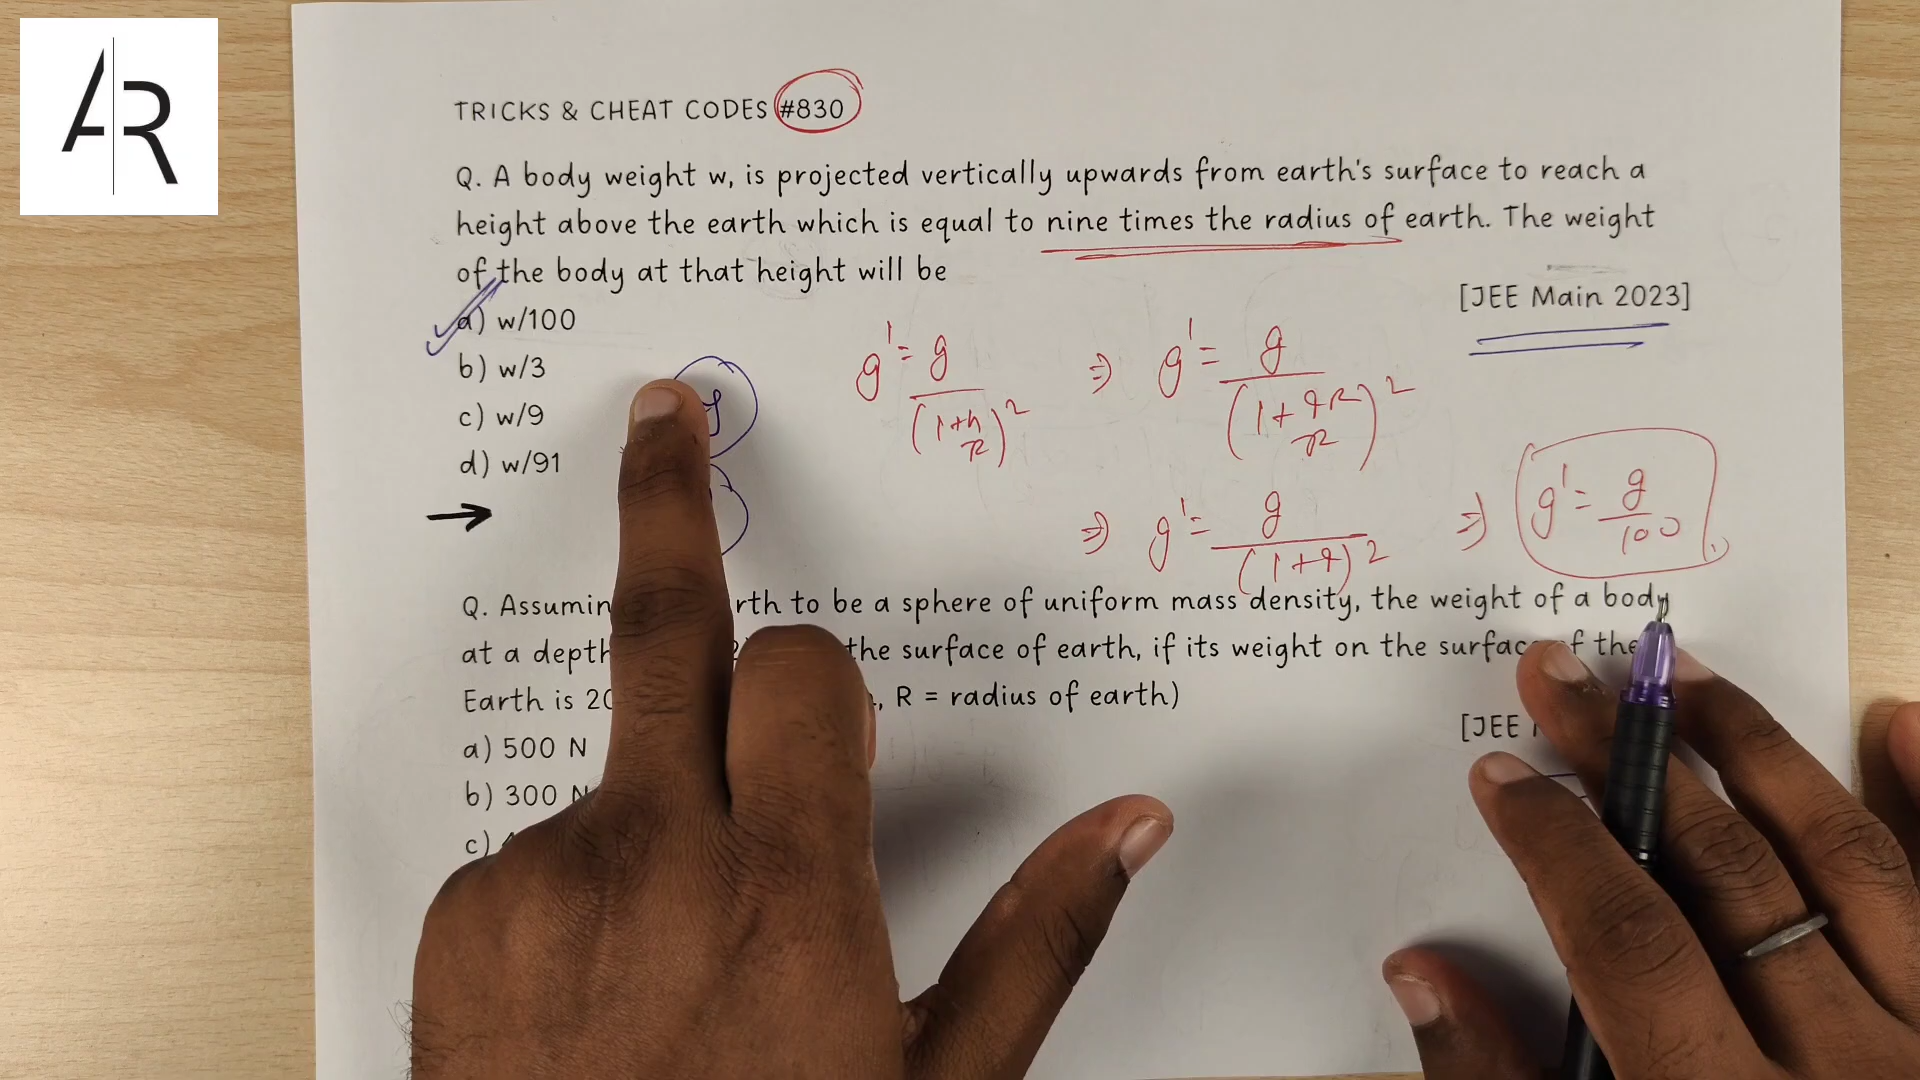 AR
TRICKS & CHEAT CODES #830
Q. A body weight w, is projected vertically upwards from earth's surface to reach a
height above the earth which is equal to nine times the radius of earth. The weight
of the body at that height will be
[JEE Main 2023]
a) w/100
b) w/3
c) w/9
d) w/91
g' = g/(1+h/R)^2
⇒ g' = g/(1+9R/R)^2
⇒ g' = g/(1+9)^2
⇒ g' = g/100
Q. Assumin rth to be a sphere of uniform mass density, the weight of a body
at a depth the surface of earth, if its weight on the surface of the
Earth is 20 , R = radius of earth)
[JEE
a) 500 N
b) 300 N
c)